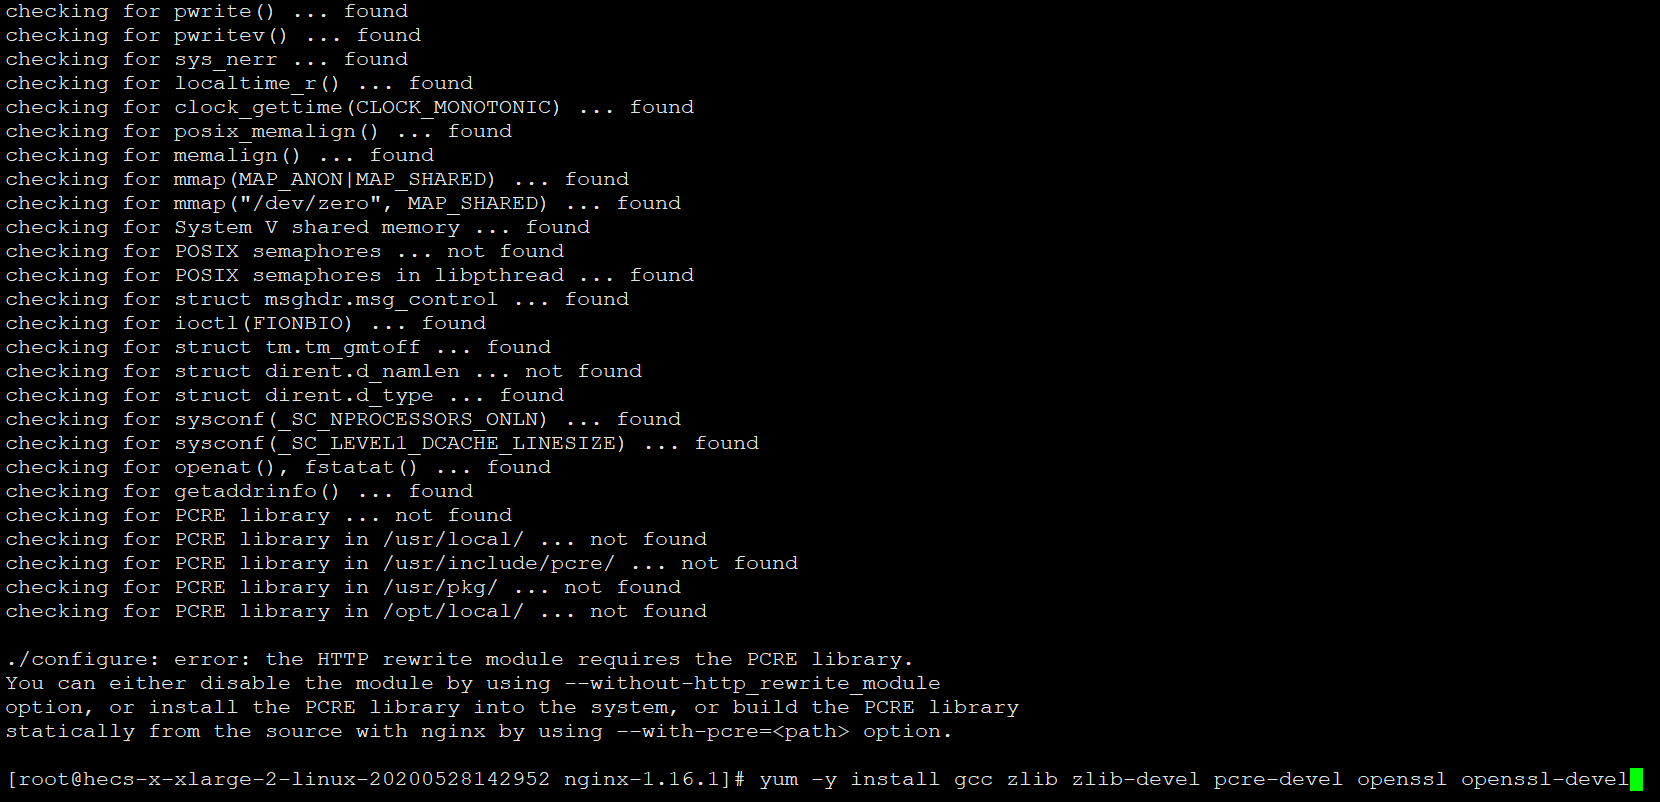 checking for pwrite() ... found
checking for pwritev() ... found
checking for sys_nerr ... found
checking for localtime_r() ... found
checking for clock_gettime(CLOCK_MONOTONIC) ... found
checking for posix_memalign() ... found
checking for memalign() ... found
checking for mmap(MAP_ANON|MAP_SHARED) ... found
checking for mmap("/dev/zero", MAP_SHARED) ... found
checking for System V shared memory ... found
checking for POSIX semaphores ... not found
checking for POSIX semaphores in libpthread ... found
checking for struct msghdr.msg_control ... found
checking for ioctl(FIONBIO) ... found
checking for struct tm.tm_gmtoff ... found
checking for struct dirent.d_namlen ... not found
checking for struct dirent.d_type ... found
checking for sysconf(_SC_NPROCESSORS_ONLN) ... found
checking for sysconf(_SC_LEVEL1_DCACHE_LINESIZE) ... found
checking for openat(), fstatat() ... found
checking for getaddrinfo() ... found
checking for PCRE library ... not found
checking for PCRE library in /usr/local/ ... not found
checking for PCRE library in /usr/include/pcre/ ... not found
checking for PCRE library in /usr/pkg/ ... not found
checking for PCRE library in /opt/local/ ... not found
./configure: error: the HTTP rewrite module requires the PCRE library.
You can either disable the module by using --without-http_rewrite_module
option, or install the PCRE library into the system, or build the PCRE library
statically from the source with nginx by using --with-pcre=<path> option.
[root@hecs-x-xlarge-2-linux-20200528142952 nginx-1.16.1]# yum -y install gcc zlib zlib-devel pcre-devel openssl openssl-devel